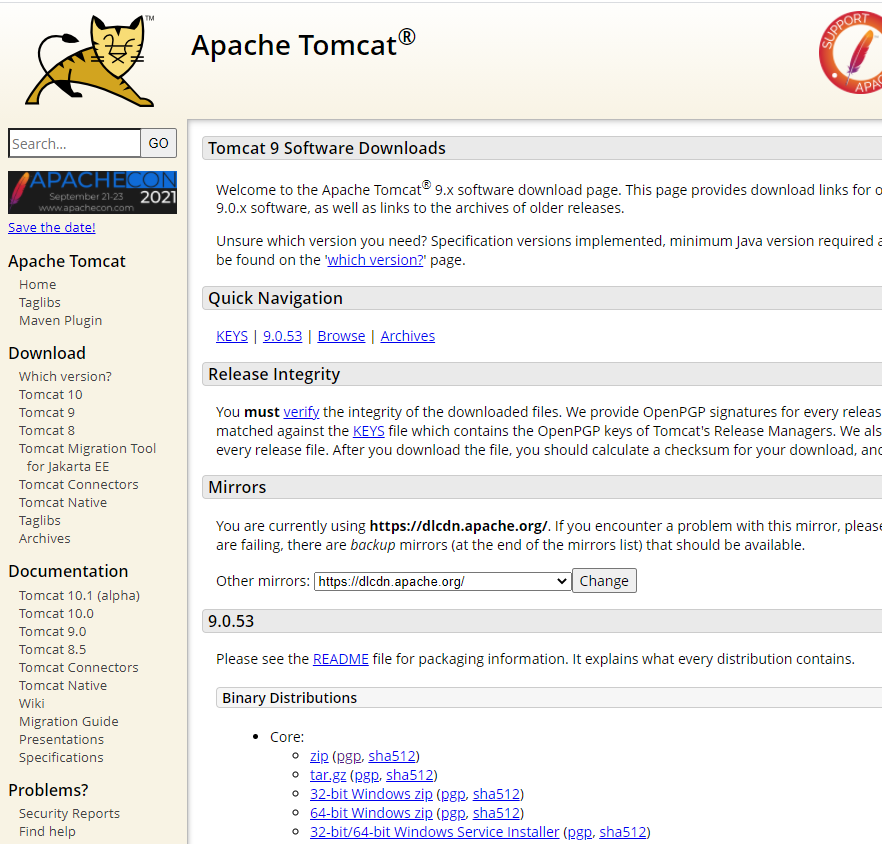 TM
Apache Tomcat®
SUPPORT
APAC
Search...
GO
APACHECON
September 21-23
2021
www.apachecon.com
Save the date!
Apache Tomcat
Home
Taglibs
Maven Plugin
Download
Which version?
Tomcat 10
Tomcat 9
Tomcat 8
Tomcat Migration Tool
for Jakarta EE
Tomcat Connectors
Tomcat Native
Taglibs
Archives
Documentation
Tomcat 10.1 (alpha)
Tomcat 10.0
Tomcat 9.0
Tomcat 8.5
Tomcat Connectors
Tomcat Native
Wiki
Migration Guide
Presentations
Specifications
Problems?
Security Reports
Find help
Tomcat 9 Software Downloads
Welcome to the Apache Tomcat® 9.x software download page. This page provides download links for o
9.0.x software, as well as links to the archives of older releases.
Unsure which version you need? Specification versions implemented, minimum Java version required a
be found on the 'which version?' page.
Quick Navigation
KEYS | 9.0.53 | Browse | Archives
Release Integrity
You must verify the integrity of the downloaded files. We provide OpenPGP signatures for every releas
matched against the KEYS file which contains the OpenPGP keys of Tomcat's Release Managers. We als
every release file. After you download the file, you should calculate a checksum for your download, and
Mirrors
You are currently using https://dlcdn.apache.org/. If you encounter a problem with this mirror, please
are failing, there are backup mirrors (at the end of the mirrors list) that should be available.
Other mirrors: https://dlcdn.apache.org/ Change
9.0.53
Please see the README file for packaging information. It explains what every distribution contains.
Binary Distributions
• Core:
○ zip (pgp, sha512)
○ tar.gz (pgp, sha512)
○ 32-bit Windows zip (pgp, sha512)
○ 64-bit Windows zip (pgp, sha512)
○ 32-bit/64-bit Windows Service Installer (pgp, sha512)